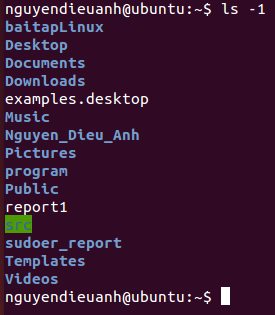 nguyendieuanh@ubuntu:~$ ls -1
baitapLinux
Desktop
Documents
Downloads
examples.desktop
Music
Nguyen_Dieu_Anh
Pictures
program
Public
report1
src
sudoer_report
Templates
Videos
nguyendieuanh@ubuntu:~$